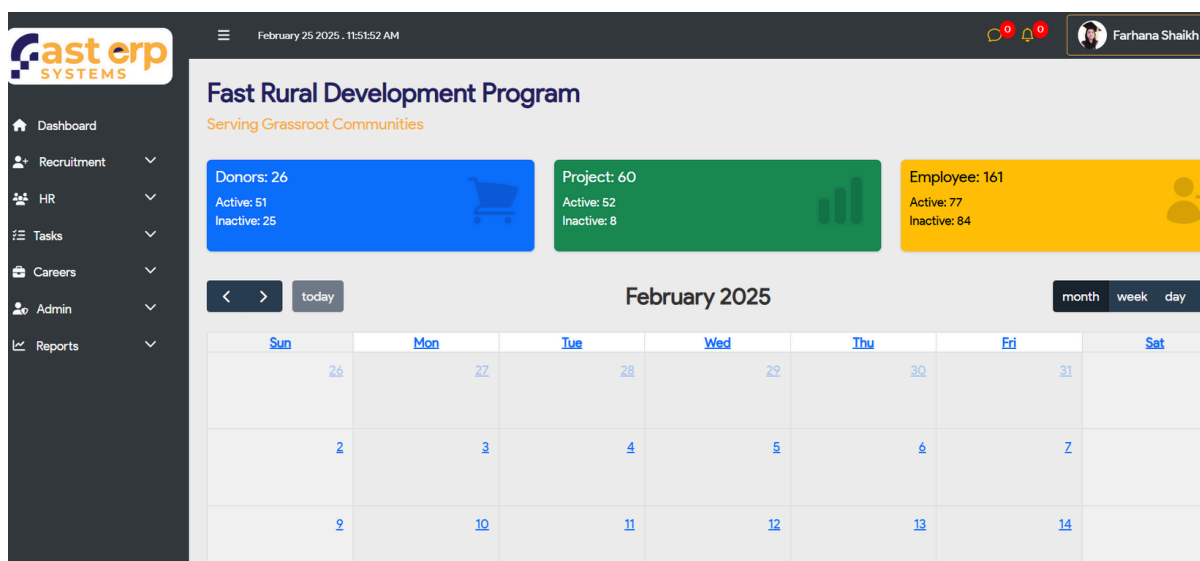 Fast erp
SYSTEMS
February 25 2025 . 11:51:52 AM
0
0
Farhana Shaikh
Dashboard
Recruitment
HR
Tasks
Careers
Admin
Reports
Fast Rural Development Program
Serving Grassroot Communities
Donors: 26
Active: 51
Inactive: 25
Project: 60
Active: 52
Inactive: 8
Employee: 161
Active: 77
Inactive: 84
today
February 2025
month week day
Sun Mon Tue Wed Thu Fri Sat
26 27 28 29 30 31
2 3 4 5 6 7
9 10 11 12 13 14